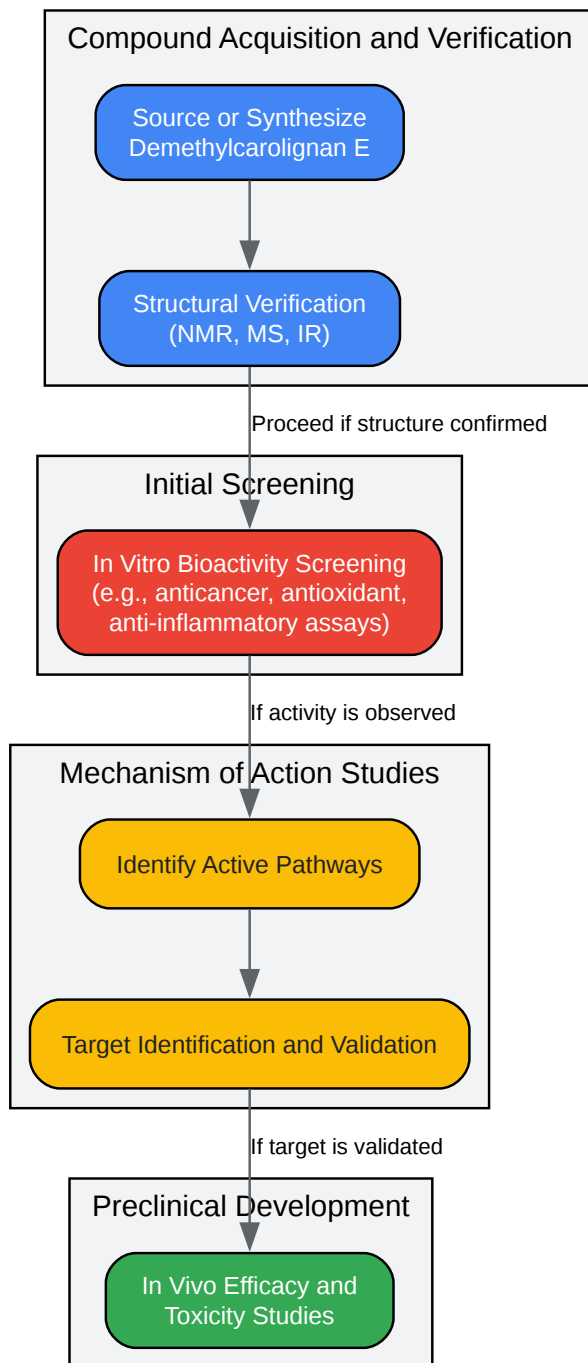 Compound Acquisition and Verification
Source or Synthesize
Demethylcarolignan E
Structural Verification
(NMR, MS, IR)
Proceed if structure confirmed
Initial Screening
In Vitro Bioactivity Screening
(e.g., anticancer, antioxidant,
anti-inflammatory assays)
If activity is observed
Mechanism of Action Studies
Identify Active Pathways
Target Identification and Validation
If target is validated
Preclinical Development
In Vivo Efficacy and
Toxicity Studies